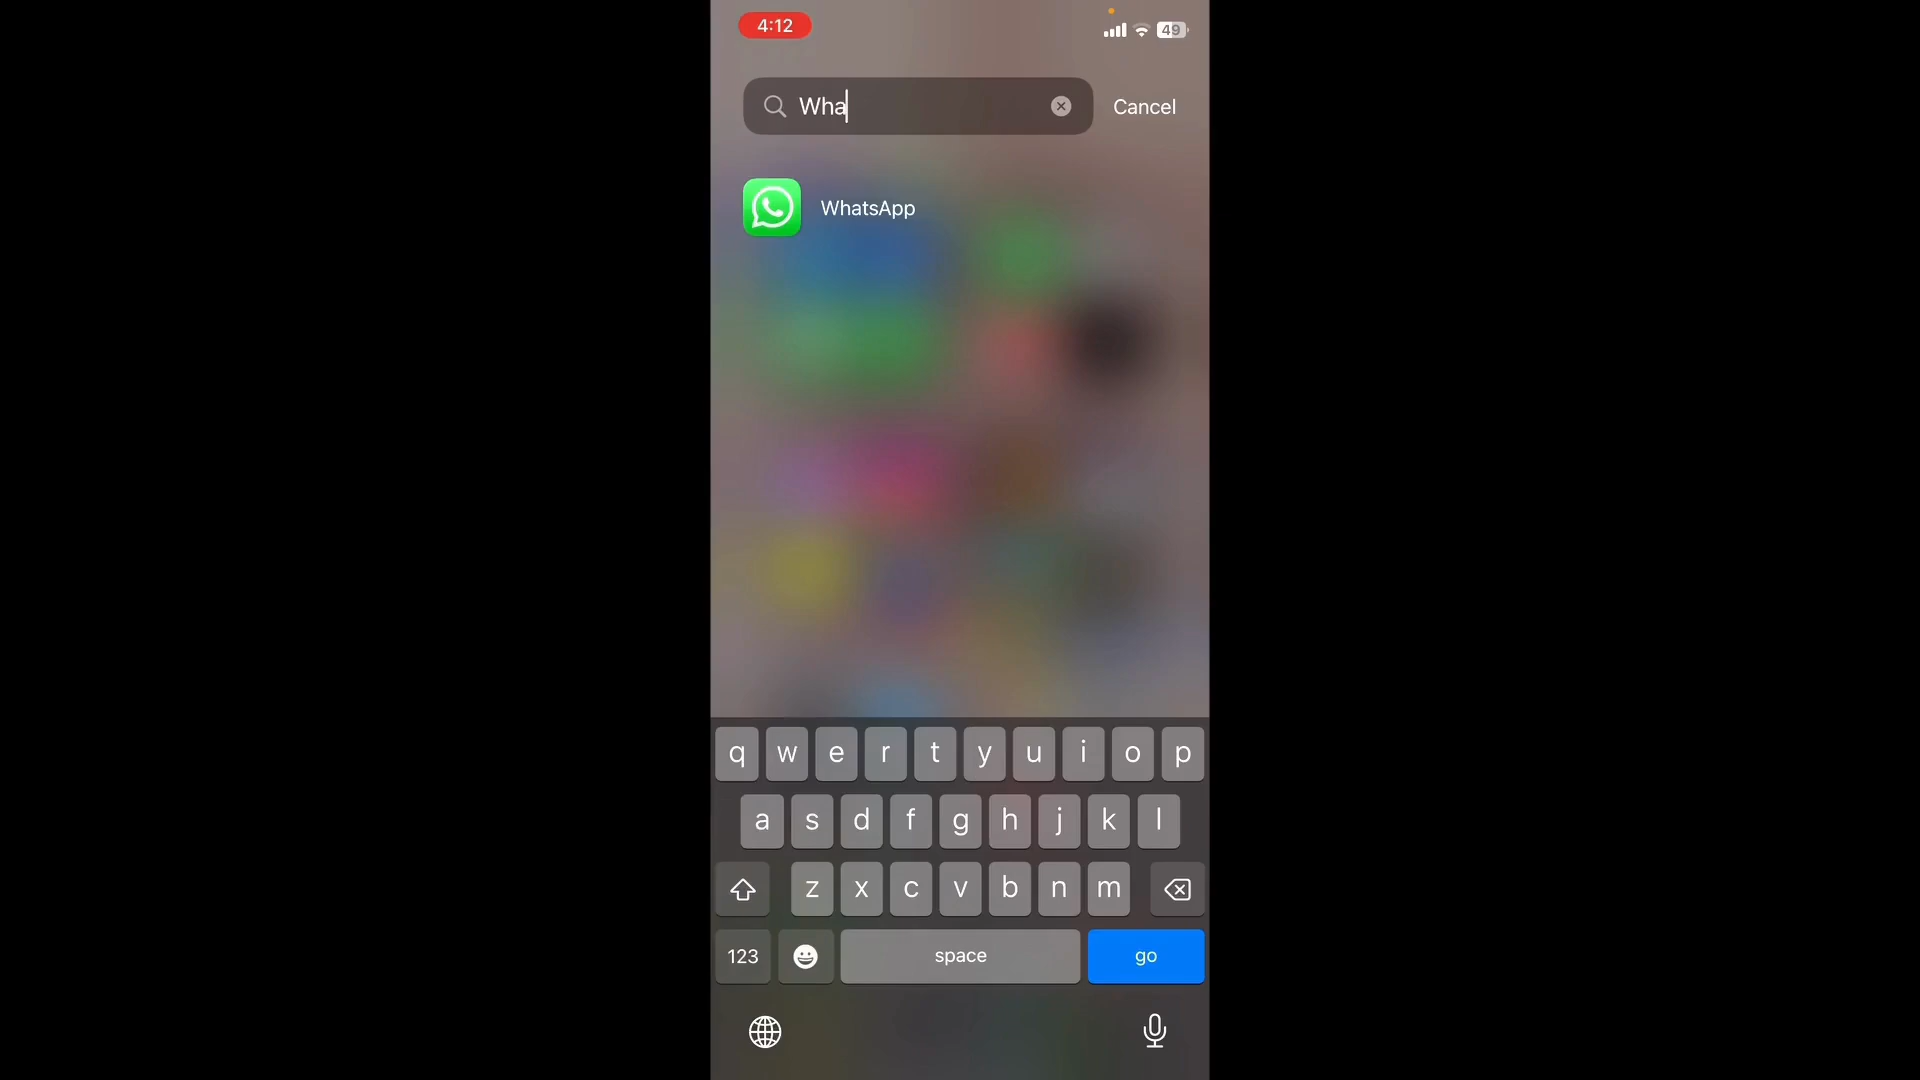 4:12
49
Wha
Cancel
WhatsApp
q w e r t y u i o p
a s d f g h j k l
z x c v b n m
123 space go